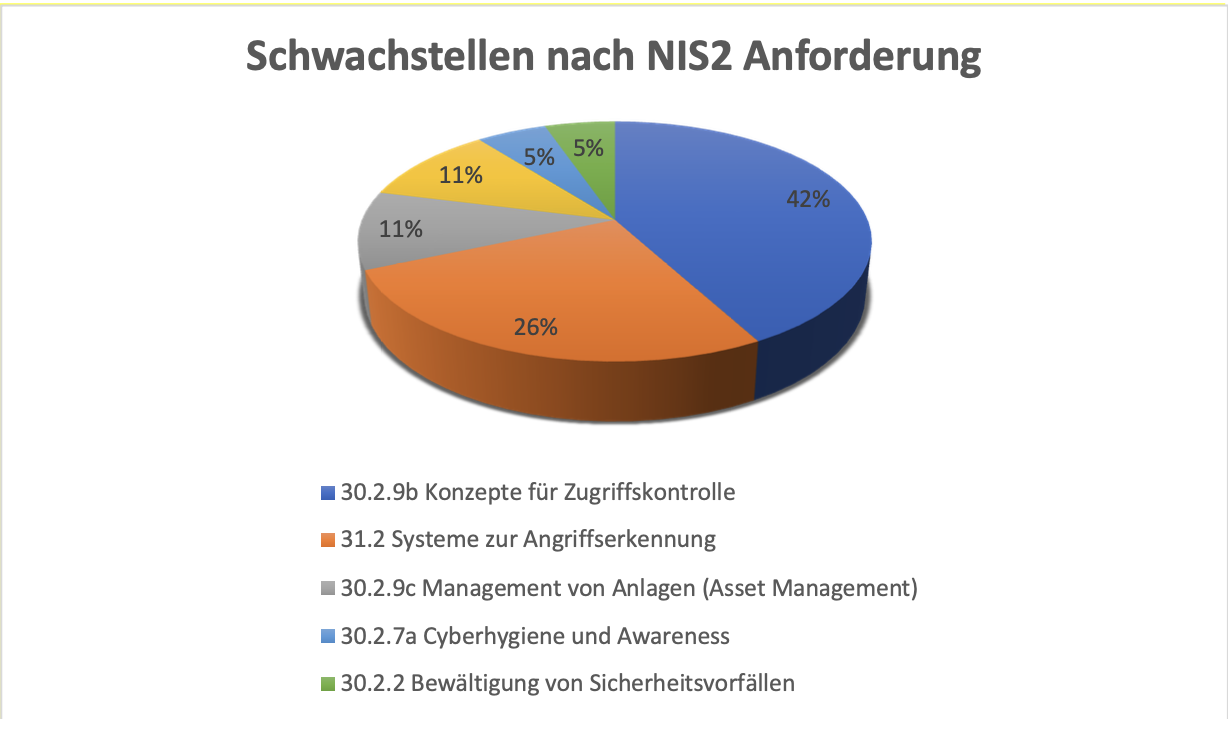 Schwachstellen nach NIS2 Anforderung
5%
5%
42%
11%
11%
26%
30.2.9b Konzepte für Zugriffskontrolle
31.2 Systeme zur Angriffserkennung
30.2.9c Management von Anlagen (Asset Management)
30.2.7a Cyberhygiene und Awareness
30.2.2 Bewältigung von Sicherheitsvorfällen